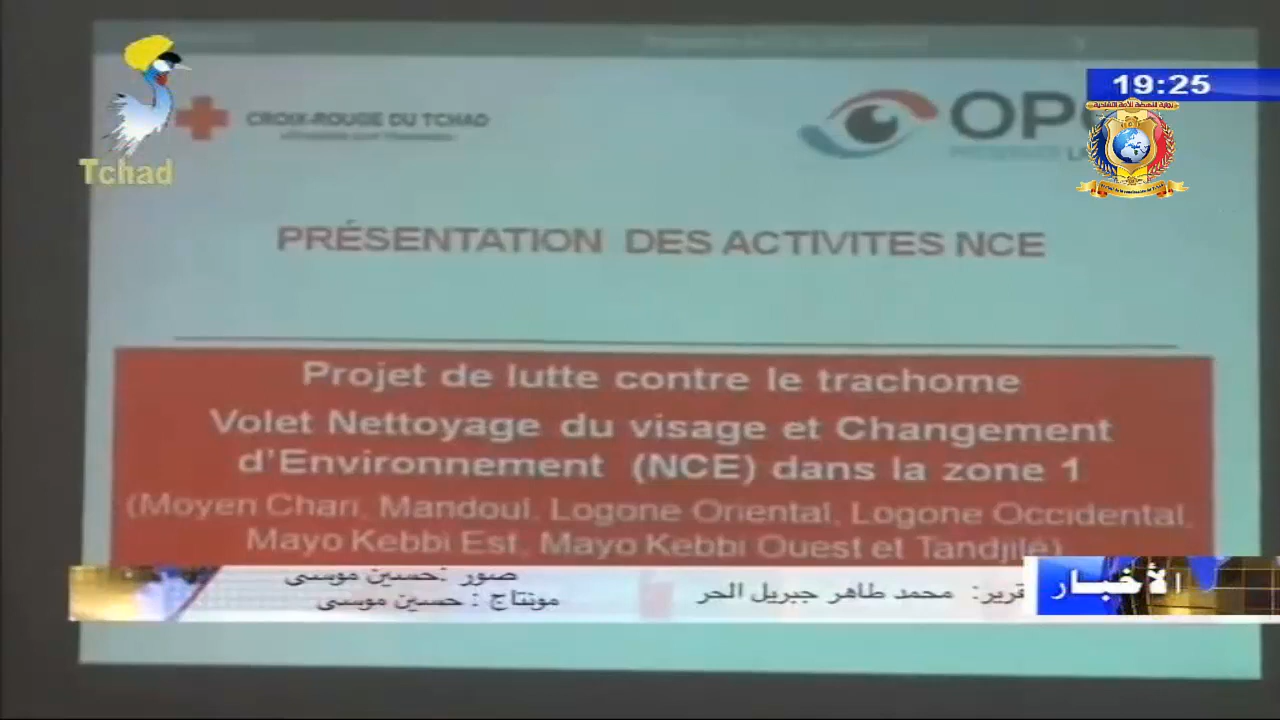 Tchad
CROIX-ROUGE DU TCHAD
OP
19:25
PRÉSENTATION DES ACTIVITES NCE
Projet de lutte contre le trachome
Volet Nettoyage du visage et Changement
d'Environnement (NCE) dans la zone 1
(Moyen Chari, Mandoul, Logone Oriental, Logone Occidental,
Mayo Kebbi Est, Mayo Kebbi Ouest et Tandjilé)
الأخبار
قرير: محمد طاهر جبريل الحر
صور :حسين موسى
مونتاج : حسين موسى